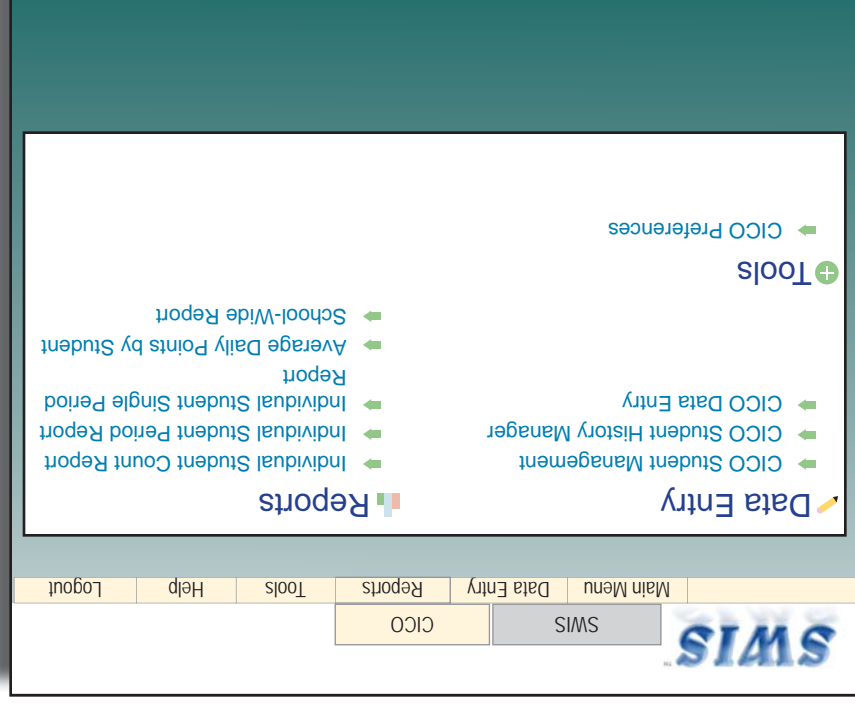 SWIS™
SWIS
CICO
Main Menu
Data Entry
Reports
Tools
Help
Logout
Data Entry
CICO Student Management
CICO Student History Manager
CICO Data Entry
Reports
Individual Student Count Report
Individual Student Period Report
Individual Student Single Period
Report
Average Daily Points by Student
School-Wide Report
Tools
CICO Preferences